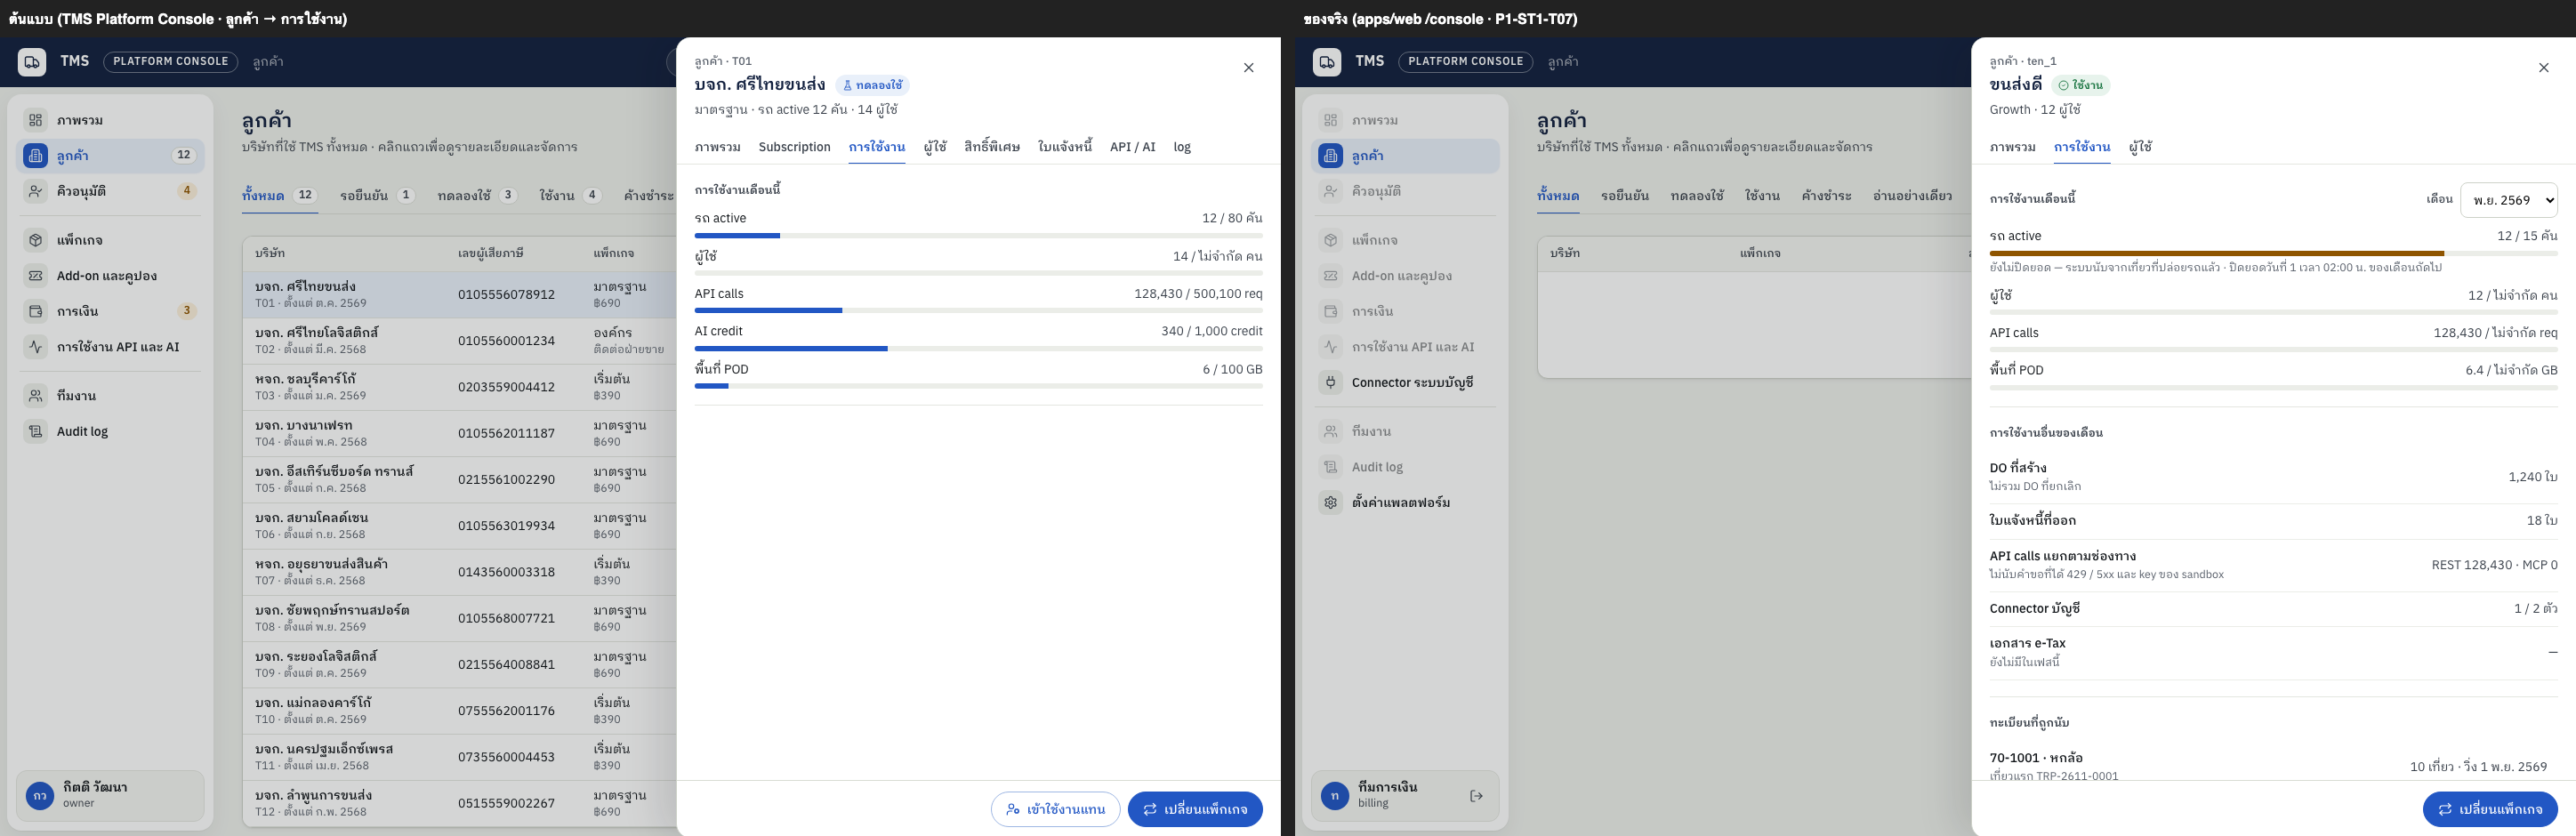 ต้นแบบ (TMS Platform Console · ลูกค้า → การใช้งาน)
TMS PLATFORM CONSOLE ลูกค้า
ภาพรวม
ลูกค้า 12
คิวอนุมัติ 4
แพ็กเกจ
Add-on และคูปอง
การเงิน 3
การใช้งาน API และ AI
ทีมงาน
Audit log
กว กิตติ วัฒนา
owner
ลูกค้า
บริษัทที่ใช้ TMS ทั้งหมด · คลิกแถวเพื่อดูรายละเอียดและจัดการ
ทั้งหมด 12 รอยืนยัน 1 ทดลองใช้ 3 ใช้งาน 4 ค้างชำระ
บริษัท เลขผู้เสียภาษี แพ็กเกจ
บจก. ศรีไทยขนส่ง 0105556078912 มาตรฐาน
T01 · ตั้งแต่ ต.ค. 2569 ฿690
บจก. ศรีไทยโลจิสติกส์ 0105560001234 องค์กร
T02 · ตั้งแต่ มี.ค. 2568 ติดต่อฝ่ายขาย
หจก. ชลบุรีคาร์โก้ 0203559004412 เริ่มต้น
T03 · ตั้งแต่ ม.ค. 2569 ฿390
บจก. บางนาเฟรท 0105562011187 มาตรฐาน
T04 · ตั้งแต่ พ.ค. 2568 ฿690
บจก. อีสเทิร์นซีบอร์ด ทรานส์ 0215561002290 มาตรฐาน
T05 · ตั้งแต่ ก.ค. 2568 ฿690
บจก. สยามโคลด์เชน 0105563019934 มาตรฐาน
T06 · ตั้งแต่ ก.ย. 2568 ฿690
หจก. อยุธยาขนส่งสินค้า 0143560003318 เริ่มต้น
T07 · ตั้งแต่ ธ.ค. 2568 ฿390
บจก. ชัยพฤกษ์ทรานสปอร์ต 0105568007721 มาตรฐาน
T08 · ตั้งแต่ พ.ย. 2569 ฿690
บจก. ระยองโลจิสติกส์ 0215564008841 มาตรฐาน
T09 · ตั้งแต่ ต.ค. 2569 ฿690
บจก. แม่กลองคาร์โก้ 0755562001176 เริ่มต้น
T10 · ตั้งแต่ ต.ค. 2569 ฿390
บจก. นครปฐมเอ็กซ์เพรส 0735560004453 เริ่มต้น
T11 · ตั้งแต่ เม.ย. 2568 ฿390
บจก. ลำพูนการขนส่ง 0515559002267 มาตรฐาน
T12 · ตั้งแต่ ก.พ. 2568 ฿690
ลูกค้า · T01
บจก. ศรีไทยขนส่ง ทดลองใช้
มาตรฐาน · รถ active 12 คัน · 14 ผู้ใช้
ภาพรวม Subscription การใช้งาน ผู้ใช้ สิทธิ์พิเศษ ใบแจ้งหนี้ API / AI log
การใช้งานเดือนนี้
รถ active 12 / 80 คัน
ผู้ใช้ 14 / ไม่จำกัด คน
API calls 128,430 / 500,100 req
AI credit 340 / 1,000 credit
พื้นที่ POD 6 / 100 GB
เข้าใช้งานแทน เปลี่ยนแพ็กเกจ
ของจริง (apps/web /console · P1-ST1-T07)
TMS PLATFORM CONSOLE ลูกค้า
ภาพรวม
ลูกค้า
คิวอนุมัติ
แพ็กเกจ
Add-on และคูปอง
การเงิน
การใช้งาน API และ AI
Connector ระบบบัญชี
ทีมงาน
Audit log
ตั้งค่าแพลตฟอร์ม
ท ทีมการเงิน
billing
ลูกค้า
บริษัทที่ใช้ TMS ทั้งหมด · คลิกแถวเพื่อดูรายละเอียดและจัดการ
ทั้งหมด รอยืนยัน ทดลองใช้ ใช้งาน ค้างชำระ อ่านอย่างเดียว
บริษัท แพ็กเกจ
ลูกค้า · ten_1
ขนส่งดี ใช้งาน
Growth · 12 ผู้ใช้
ภาพรวม การใช้งาน ผู้ใช้
การใช้งานเดือนนี้ เดือน พ.ย. 2569
รถ active 12 / 15 คัน
ยังไม่ปิดยอด — ระบบนับจากเที่ยวที่ปล่อยรถแล้ว · ปิดยอดวันที่ 1 เวลา 02:00 น. ของเดือนถัดไป
ผู้ใช้ 12 / ไม่จำกัด คน
API calls 128,430 / ไม่จำกัด req
พื้นที่ POD 6.4 / ไม่จำกัด GB
การใช้งานอื่นของเดือน
DO ที่สร้าง 1,240 ใบ
ไม่รวม DO ที่ยกเลิก
ใบแจ้งหนี้ที่ออก 18 ใบ
API calls แยกตามช่องทาง REST 128,430 · MCP 0
ไม่นับคำขอที่ได้ 429 / 5xx และ key ของ sandbox
Connector บัญชี 1 / 2 ตัว
เอกสาร e-Tax —
ยังไม่มีในเฟสนี้
ทะเบียนที่ถูกนับ
70-1001 · หกล้อ 10 เที่ยว · วิ่ง 1 พ.ย. 2569
เที่ยวแรก TRP-2611-0001
เปลี่ยนแพ็กเกจ